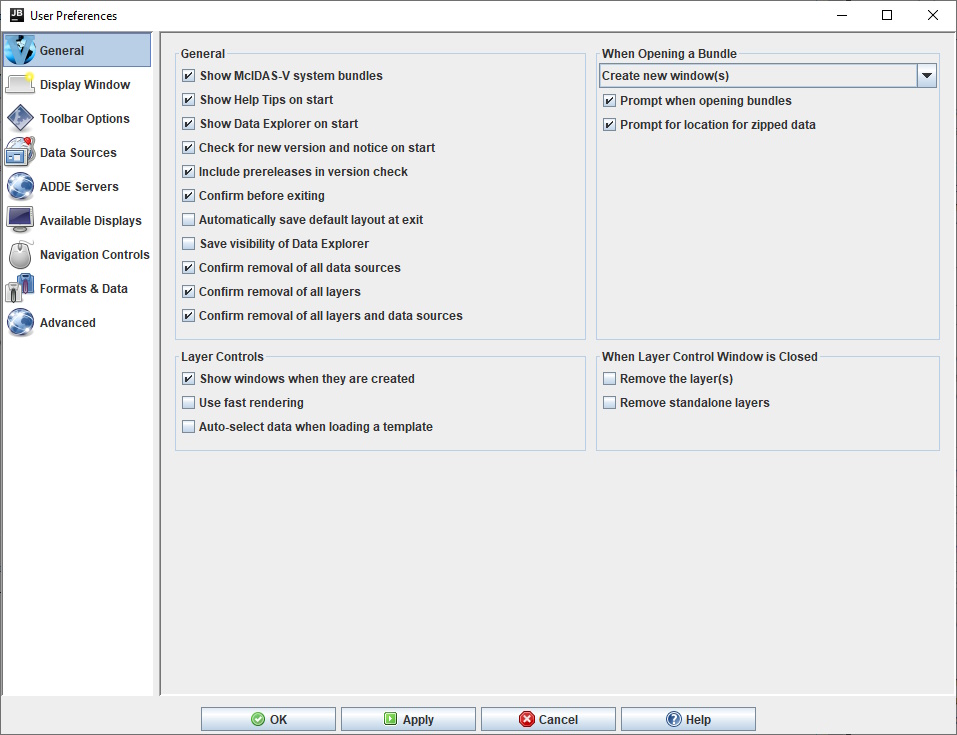 JB
User Preferences
General
Display Window
Toolbar Options
Data Sources
ADDE Servers
Available Displays
Navigation Controls
Formats & Data
Advanced
General
Show McIDAS-V system bundles
Show Help Tips on start
Show Data Explorer on start
Check for new version and notice on start
Include prereleases in version check
Confirm before exiting
Automatically save default layout at exit
Save visibility of Data Explorer
Confirm removal of all data sources
Confirm removal of all layers
Confirm removal of all layers and data sources
When Opening a Bundle
Create new window(s)
Prompt when opening bundles
Prompt for location for zipped data
Layer Controls
Show windows when they are created
Use fast rendering
Auto-select data when loading a template
When Layer Control Window is Closed
Remove the layer(s)
Remove standalone layers
OK
Apply
Cancel
Help